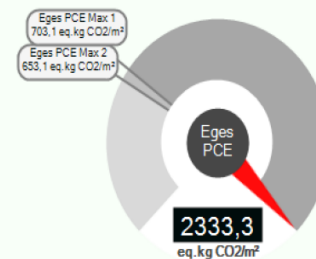 Eges PCE Max 1
703,1 eq.kg CO2/m²
Eges PCE Max 2
653,1 eq.kg CO2/m²
Eges
PCE
2333,3
eq.kg CO2/m²